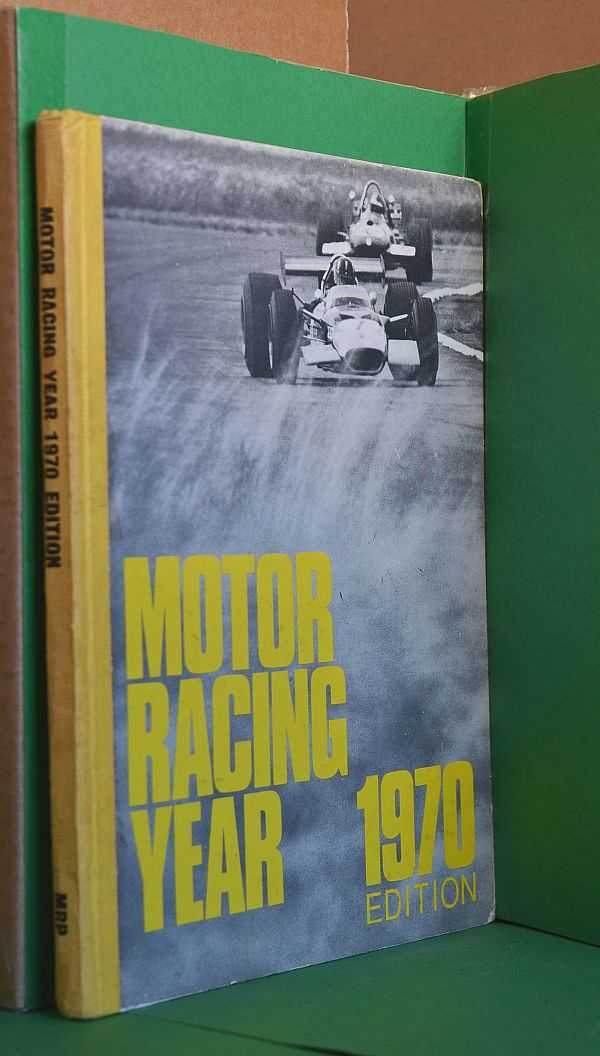 MOTOR RACING YEAR 1970 EDITION
MRP
MOTOR
RACING
YEAR
1970
EDITION